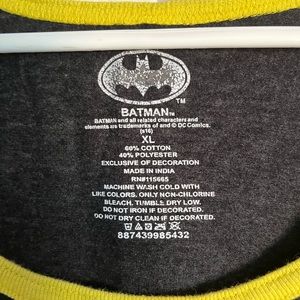 BATMAN™
BATMAN and all related characters and
elements are trademarks of and © DC Comics.
(s16)
XL
60% COTTON
40% POLYESTER
EXCLUSIVE OF DECORATION
MADE IN INDIA
RN#115665
MACHINE WASH COLD WITH
LIKE COLORS. ONLY NON-CHLORINE
BLEACH. TUMBLE DRY LOW.
DO NOT IRON IF DECORATED.
DO NOT DRY CLEAN IF DECORATED.
887439985432